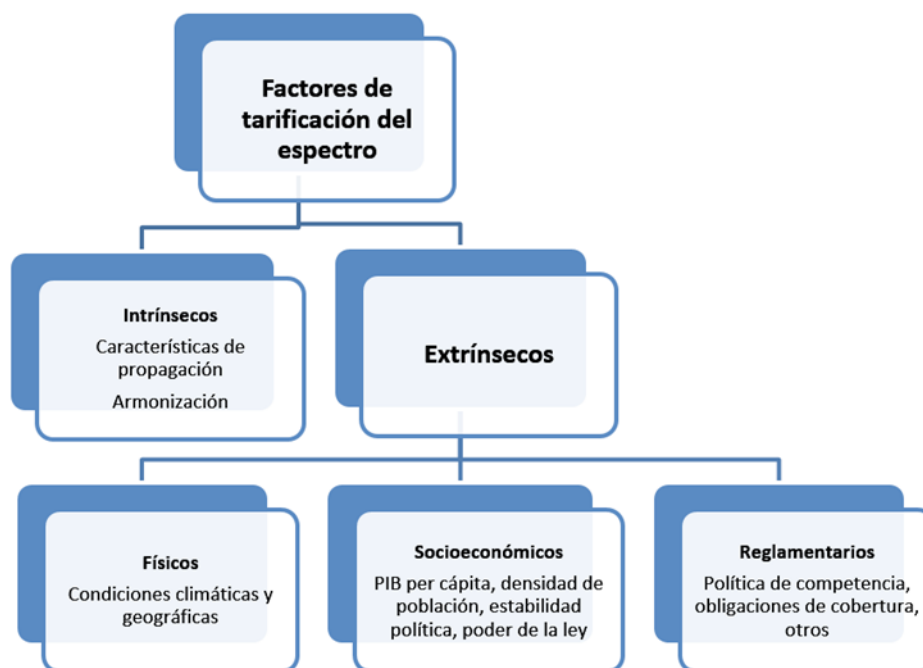 Factores de
tarificación del
espectro
Intrínsecos
Características de
propagación
Armonización
Extrínsecos
Físicos
Condiciones climáticas y
geográficas
Socioeconómicos
PIB per cápita, densidad de
población, estabilidad
política, poder de la ley
Reglamentarios
Política de competencia,
obligaciones de cobertura,
otros